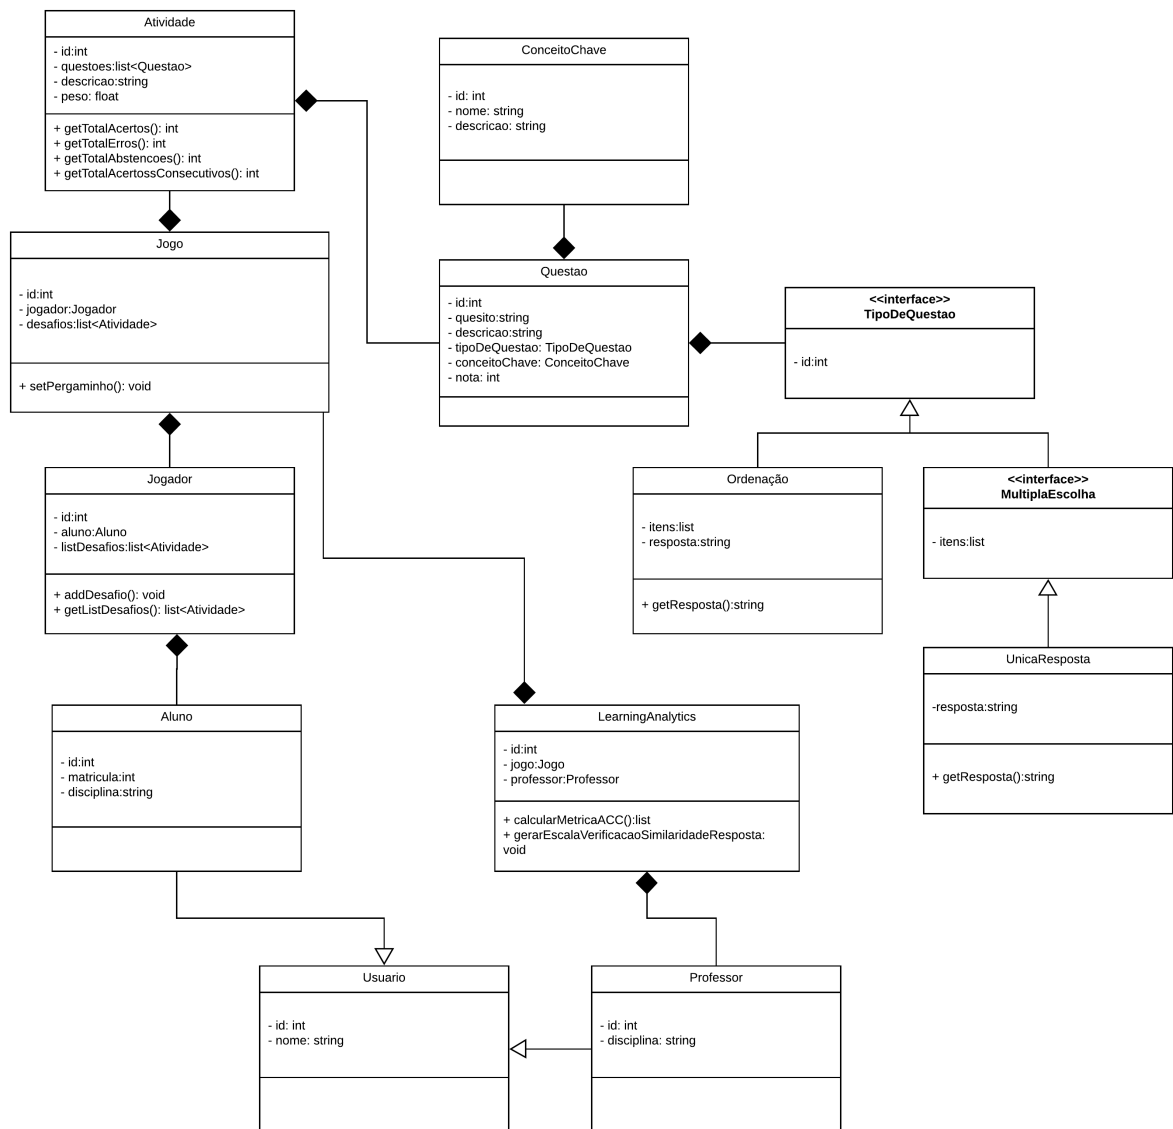 Atividade
- id:int
- questoes:list<Questao>
- descricao:string
- peso: float
+ getTotalAcertos(): int
+ getTotalErros(): int
+ getTotalAbstencoes(): int
+ getTotalAcertossConsecutivos(): int
ConceitoChave
- id: int
- nome: string
- descricao: string
Jogo
- id:int
- jogador:Jogador
- desafios:list<Atividade>
+ setPergaminho(): void
Questao
- id:int
- quesito:string
- descricao:string
- tipoDeQuestao: TipoDeQuestao
- conceitoChave: ConceitoChave
- nota: int
<<interface>>
TipoDeQuestao
- id:int
Jogador
- id:int
- aluno:Aluno
- listDesafios:list<Atividade>
+ addDesafio(): void
+ getListDesafios(): list<Atividade>
Ordenação
- itens:list
- resposta:string
+ getResposta():string
<<interface>>
MultiplaEscolha
- itens:list
UnicaResposta
-resposta:string
+ getResposta():string
Aluno
- id:int
- matricula:int
- disciplina:string
LearningAnalytics
- id:int
- jogo:Jogo
- professor:Professor
+ calcularMetricaACC():list
+ gerarEscalaVerificacaoSimilaridadeResposta:
void
Usuario
- id: int
- nome: string
Professor
- id: int
- disciplina: string